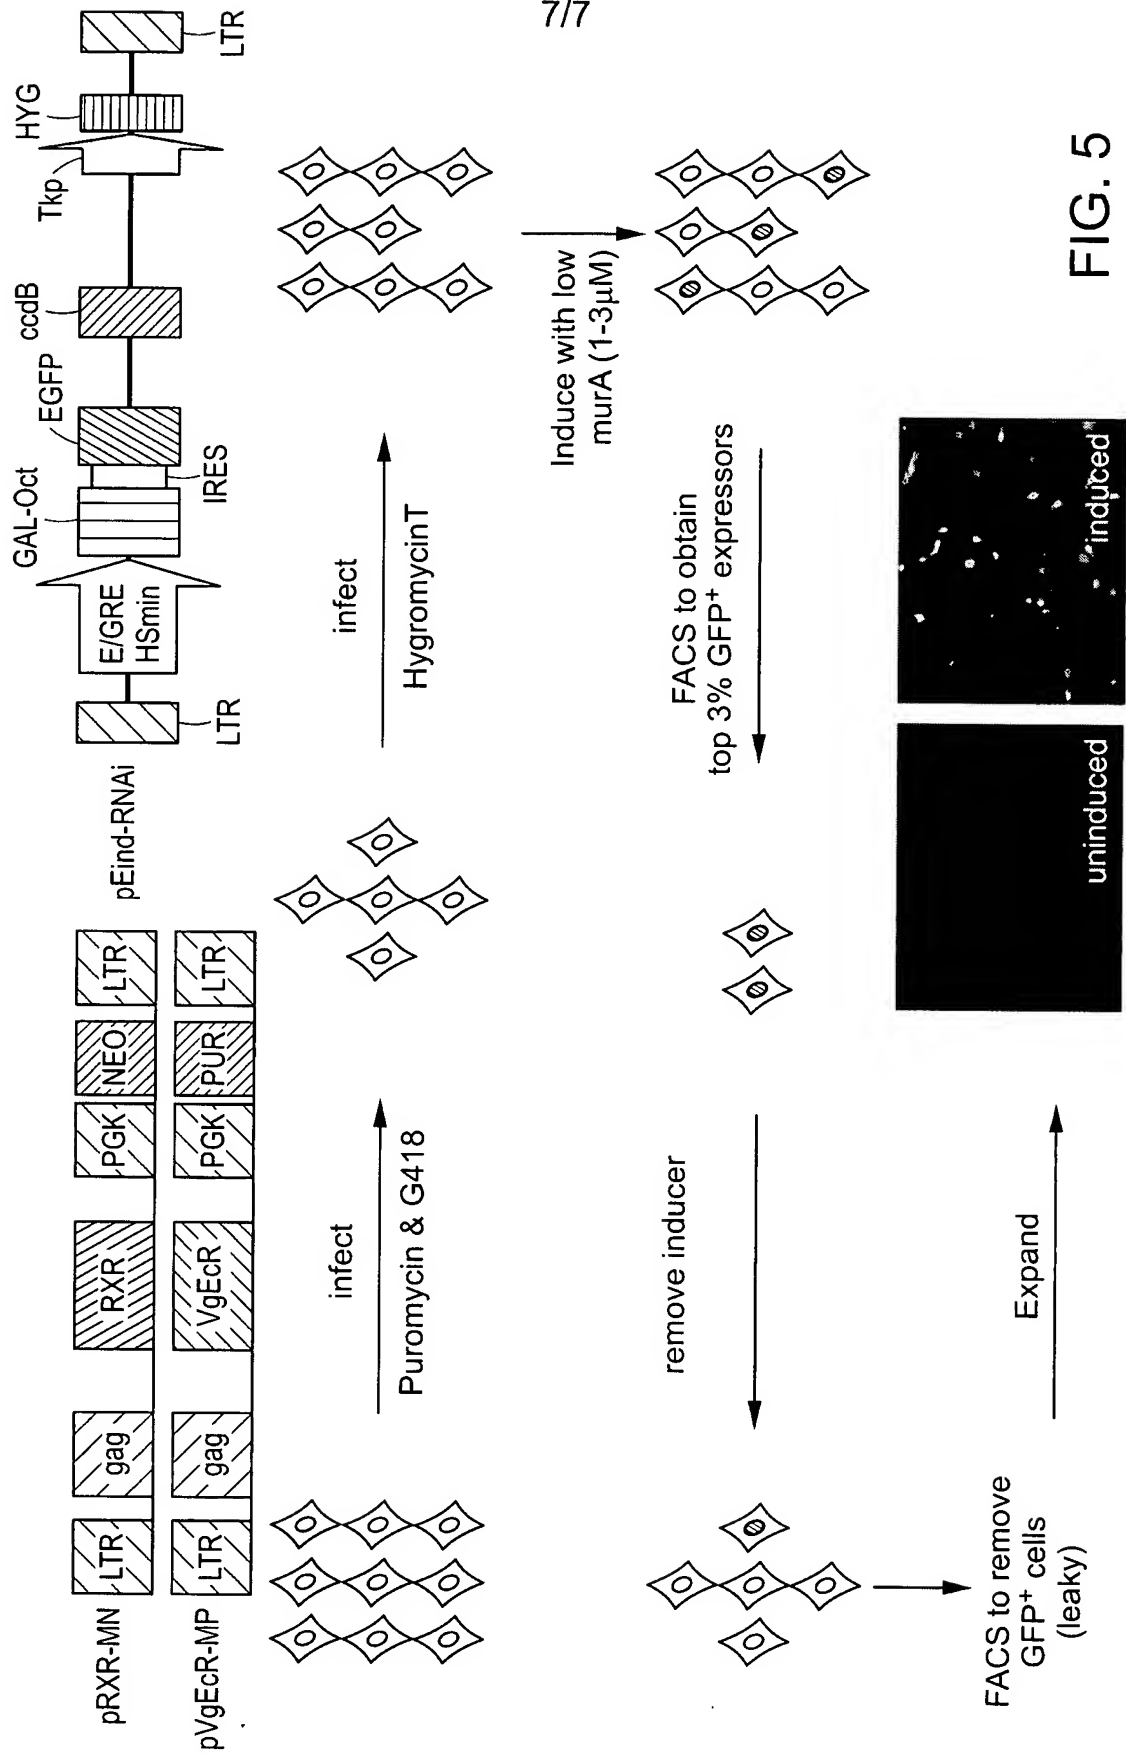 7/7
pRXR-MN
LTR
gag
RXR
PGK
NEO
LTR
pVgEcR-MP
LTR
gag
VgEcR
PGK
PUR
LTR
pEind-RNAi
LTR
E/GRE
HSmin
GAL-Oct
IRES
EGFP
ccdB
Tkp
HYG
LTR
infect
Puromycin & G418
infect
HygromycinT
Induce with low
murA (1-3µM)
FACS to obtain
top 3% GFP⁺ expressors
remove inducer
FACS to remove
GFP⁺ cells
(leaky)
Expand
uninduced
induced
FIG. 5